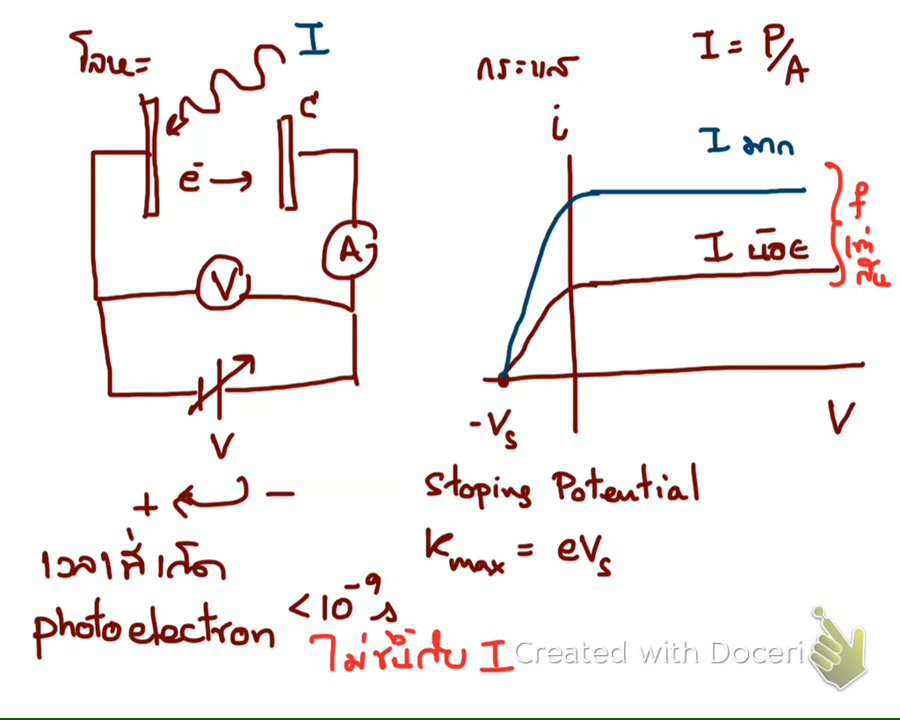 โลหะ
I
C
e⁻ →
A
V
V
+ -
เวลาที่เกิด
photoelectron < 10⁻⁹ s
ไม่ขึ้นกับ I
I = P/A
กระแส
i
I มาก
I น้อย
f
เท่า
กัน
-Vs
V
Stoping Potential
Kmax = eVs
Created with Doceri